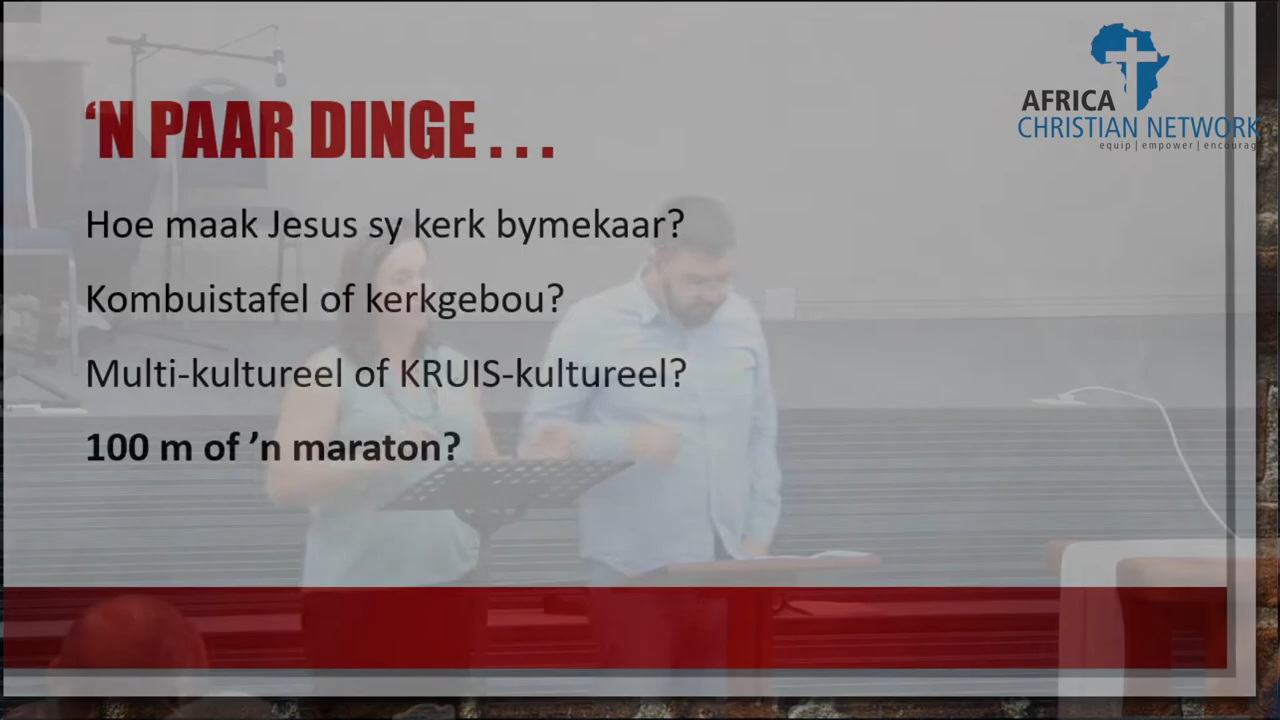 ‘N PAAR DINGE . . .
Hoe maak Jesus sy kerk bymekaar?
Kombuistafel of kerkgebou?
Multi-kultureel of KRUIS-kultureel?
100 m of ’n maraton?
AFRICA
CHRISTIAN NETWORK
equip | empower | encourag